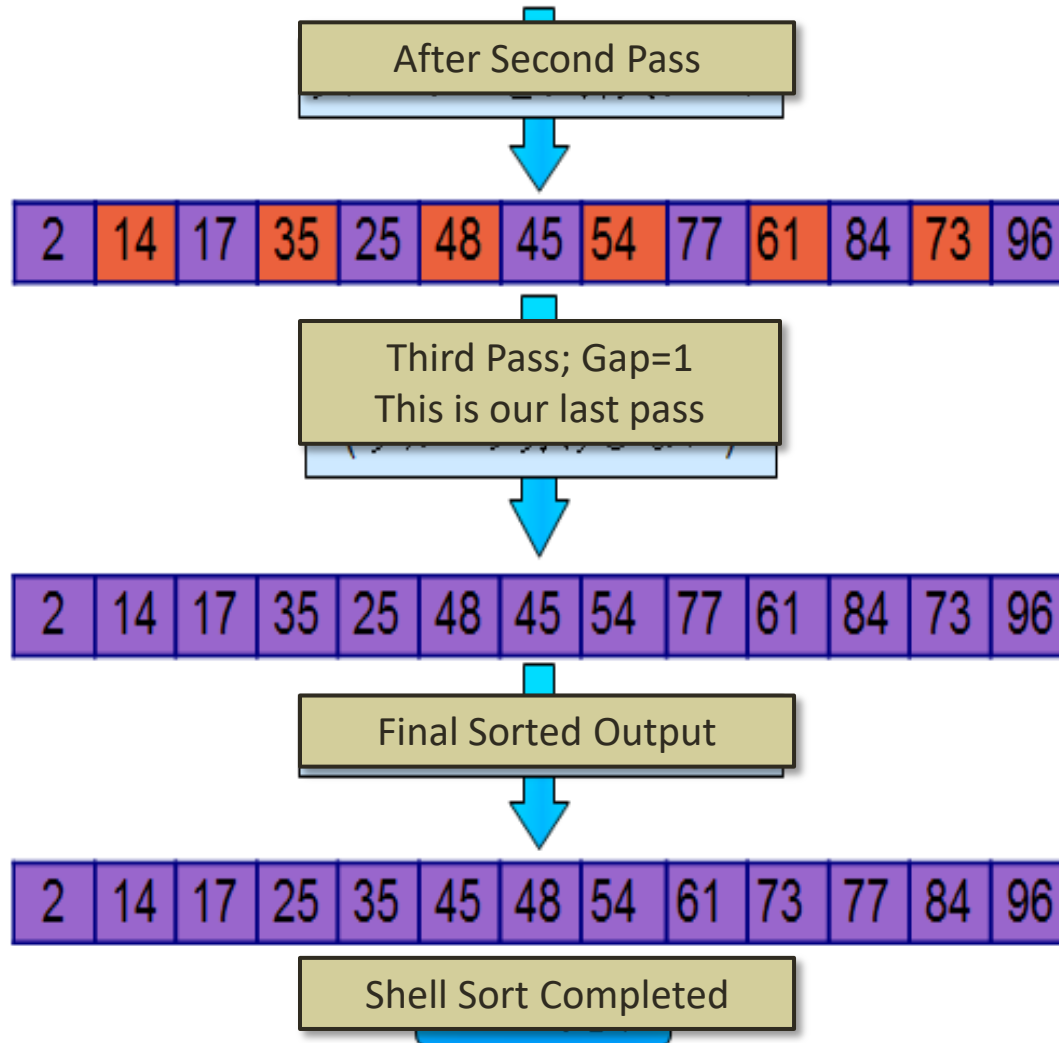 After Second Pass
2 14 17 35 25 48 45 54 77 61 84 73 96
Third Pass; Gap=1
This is our last pass
2 14 17 35 25 48 45 54 77 61 84 73 96
Final Sorted Output
2 14 17 25 35 45 48 54 61 73 77 84 96
Shell Sort Completed